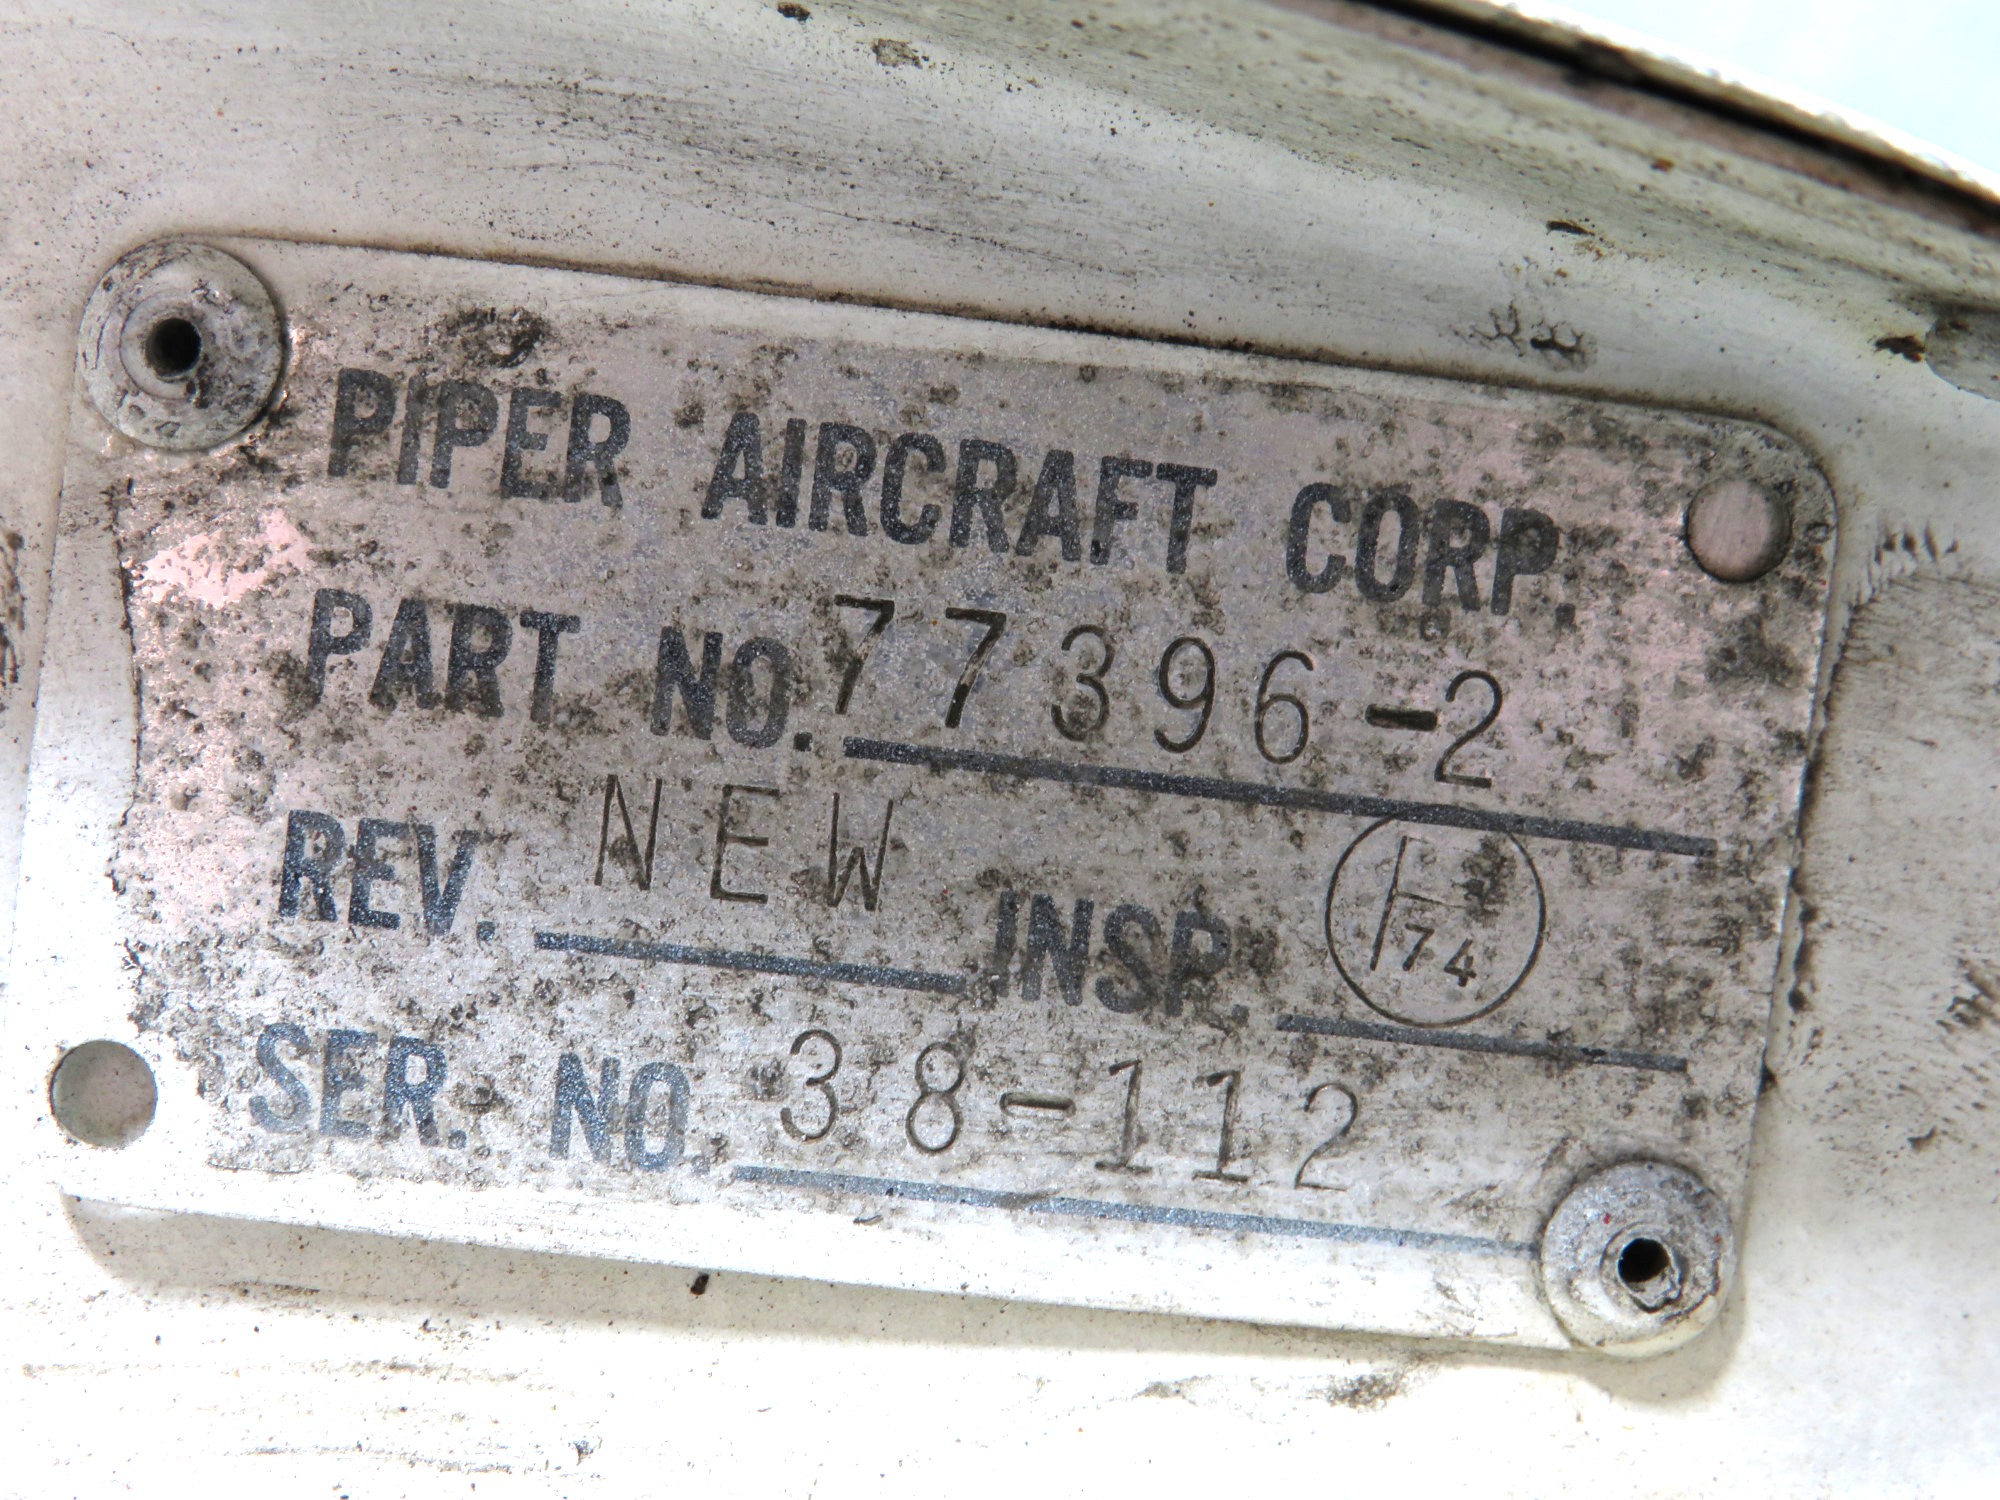 PIPER AIRCRAFT CORP.
PART NO. 77396-2
REV. NEW INSP. 74
SER. NO. 38-112